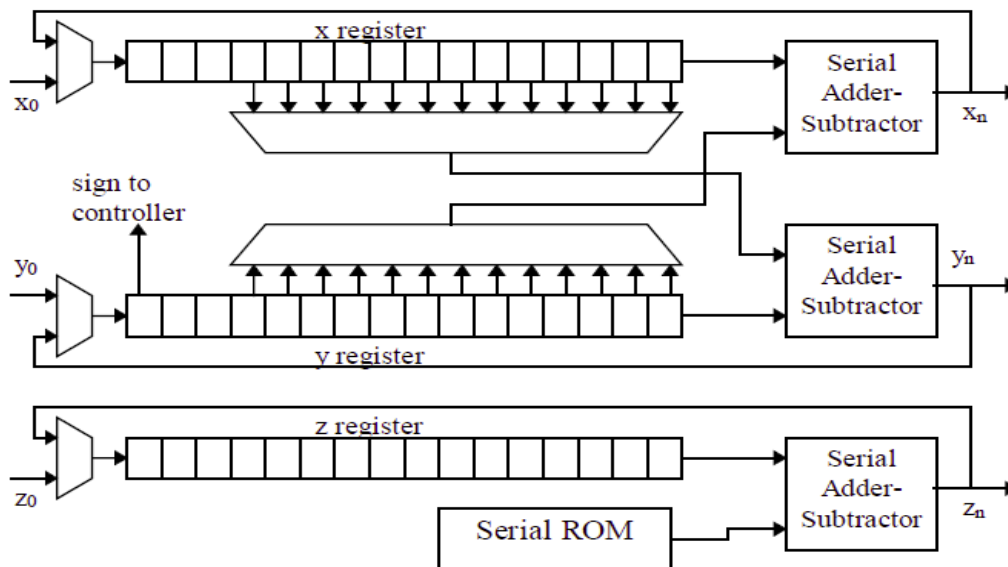 x register
Serial
Adder-
Subtractor
x₀
xₙ
sign to
controller
y₀
Serial
Adder-
Subtractor
yₙ
y register
z register
z₀
Serial
Adder-
Subtractor
zₙ
Serial ROM